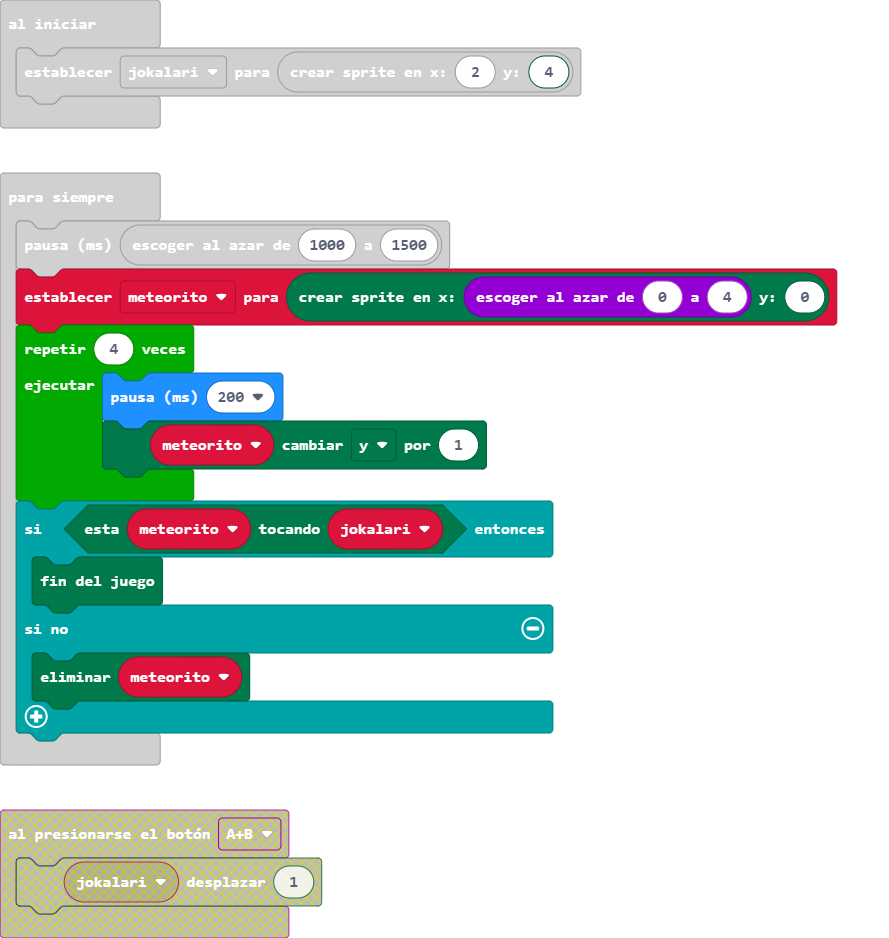 al iniciar
establecer jokalari para crear sprite en x: 2 y: 4
para siempre
pausa (ms) escoger al azar de 1000 a 1500
establecer meteorito para crear sprite en x: escoger al azar de 0 a 4 y: 0
repetir 4 veces
ejecutar
pausa (ms) 200
meteorito cambiar y por 1
si esta meteorito tocando jokalari entonces
fin del juego
si no
eliminar meteorito
al presionarse el botón A+B
jokalari desplazar 1